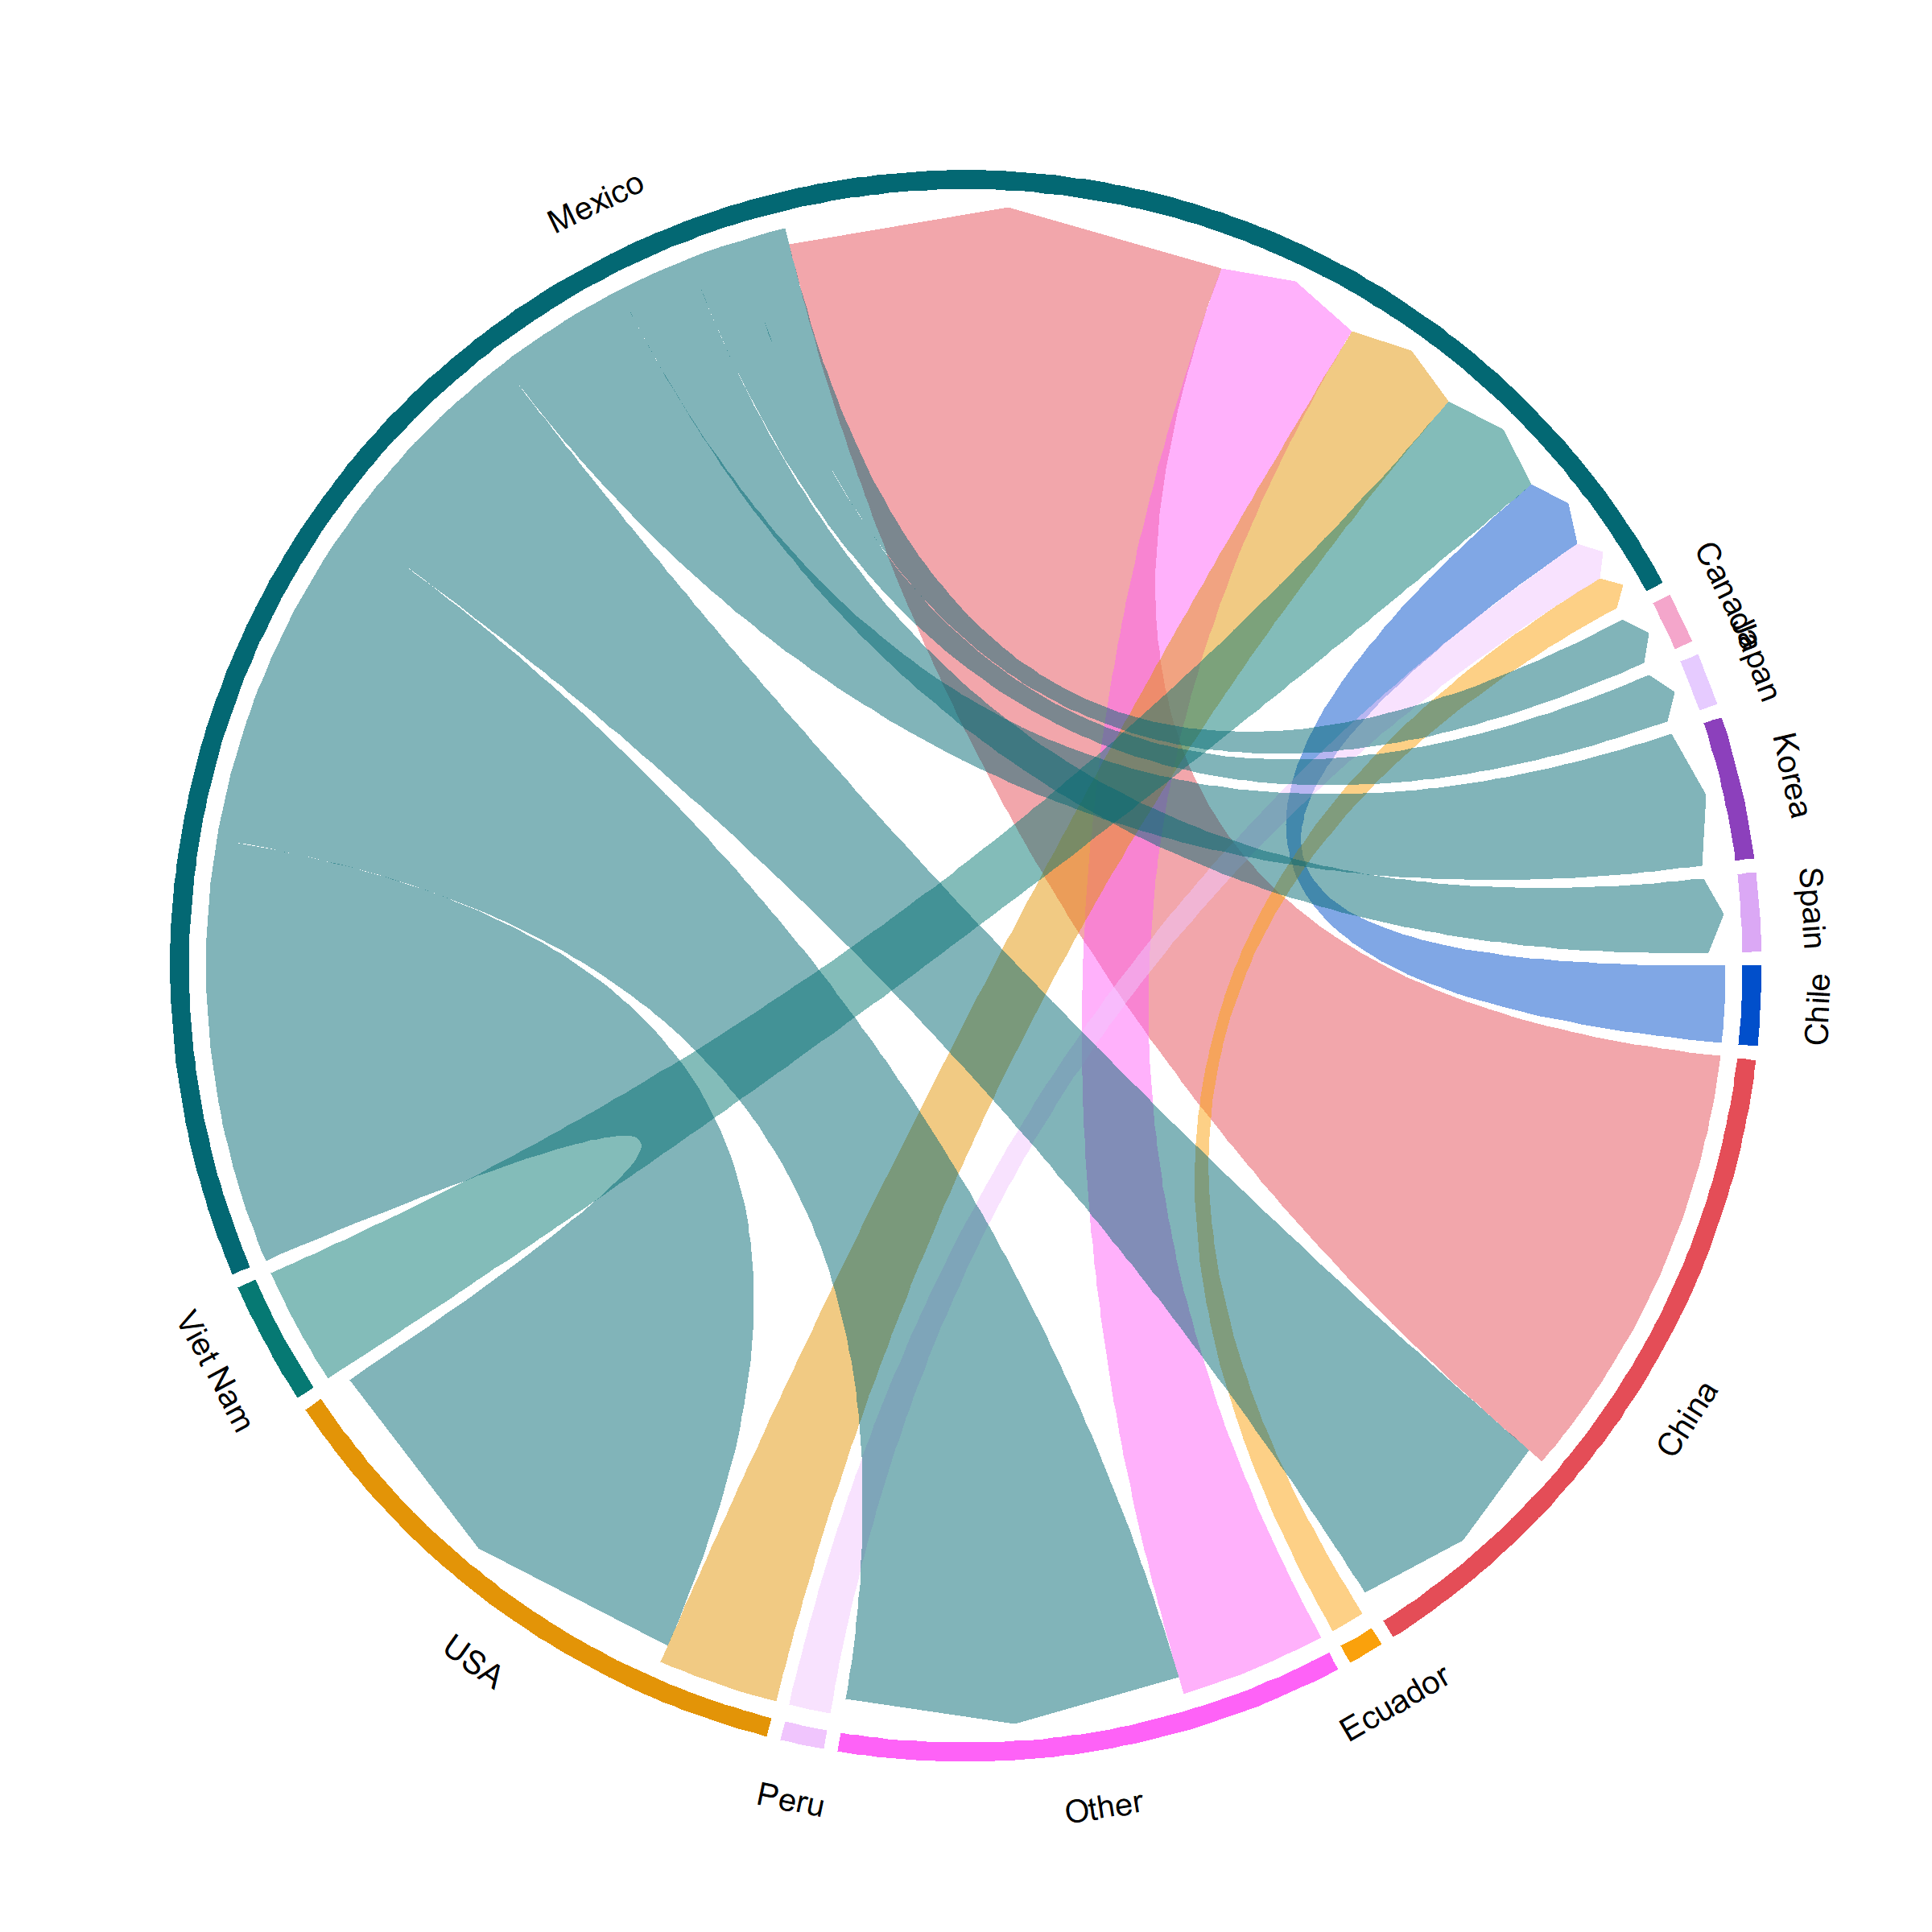 Mexico
Canada
Japan
Korea
Spain
Chile
China
Ecuador
Other
Peru
USA
Viet Nam